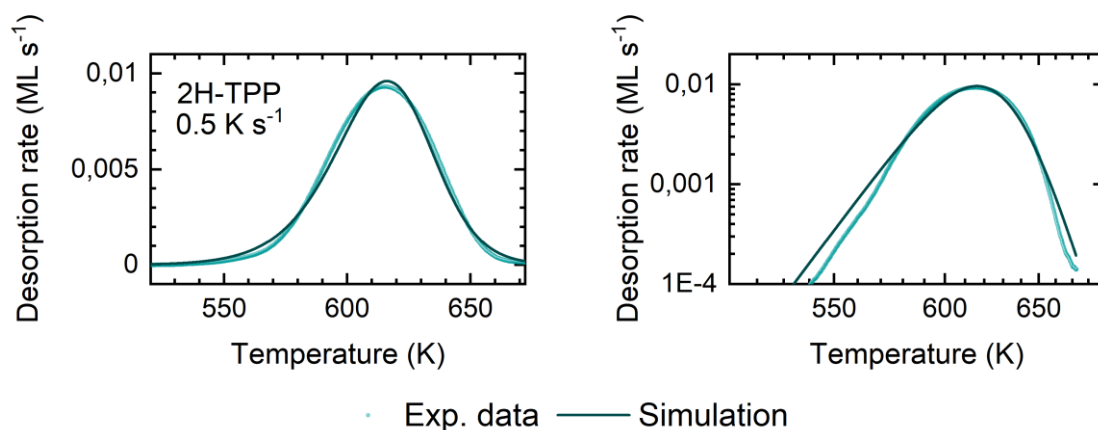 Desorption rate (ML s⁻¹)
0,01
0,005
0
2H-TPP
0.5 K s⁻¹
550
600
650
Temperature (K)
Desorption rate (ML s⁻¹)
0,01
0,001
1E-4
550
600
650
Temperature (K)
Exp. data
Simulation